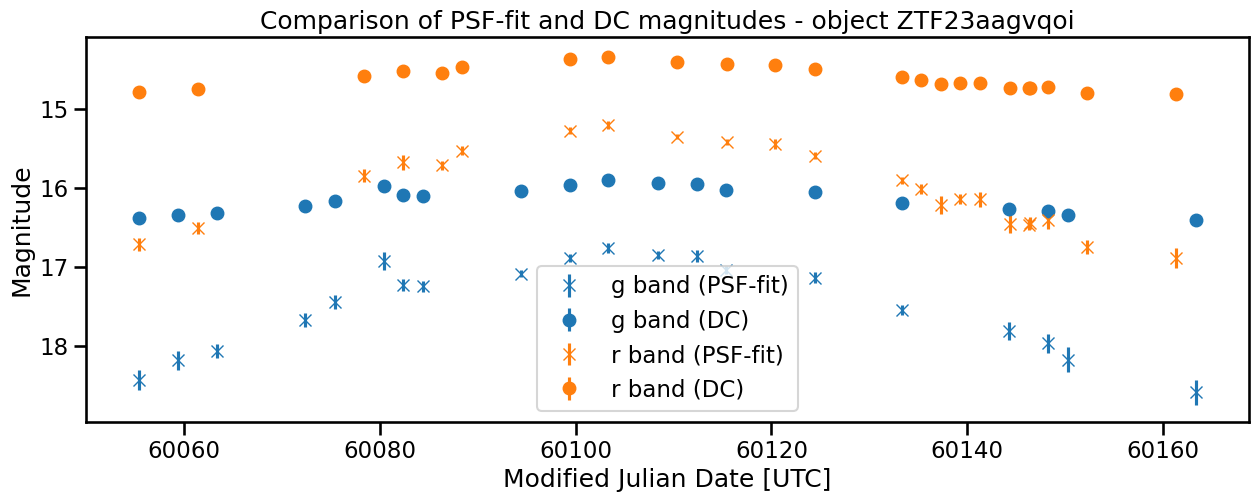 Comparison of PSF-fit and DC magnitudes - object ZTF23aagvqoi
Magnitude
15
16
17
18
g band (PSF-fit)
g band (DC)
r band (PSF-fit)
r band (DC)
60060 60080 60100 60120 60140 60160
Modified Julian Date [UTC]